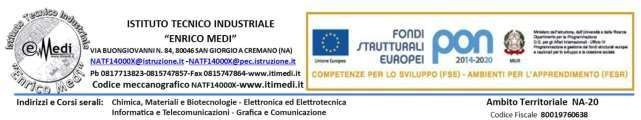 Istituto Tecnico Industriale
e Medi
"Enrico Medi"
ISTITUTO TECNICO INDUSTRIALE
"ENRICO MEDI"
VIA BUONGIOVANNI N. 84, 80046 SAN GIORGIO A CREMANO (NA)
NATF14000X@istruzione.it -NATF14000X@pec.istruzione.it
Pb 0817713823-0815747857-Fax 0815747864-www.itimedi.it
Codice meccanografico NATF14000X-www.itimedi.it
Unione Europea
FONDI
STRUTTURALI
EUROPEI
pon
2014-2020
COMPETENZE PER LO SVILUPPO (FSE) - AMBIENTI PER L'APPRENDIMENTO (FESR)
Indirizzi e Corsi serali: Chimica, Materiali e Biotecnologie - Elettronica ed Elettrotecnica
Informatica e Telecomunicazioni - Grafica e Comunicazione
Ambito Territoriale NA-20
Codice Fiscale 80019760638